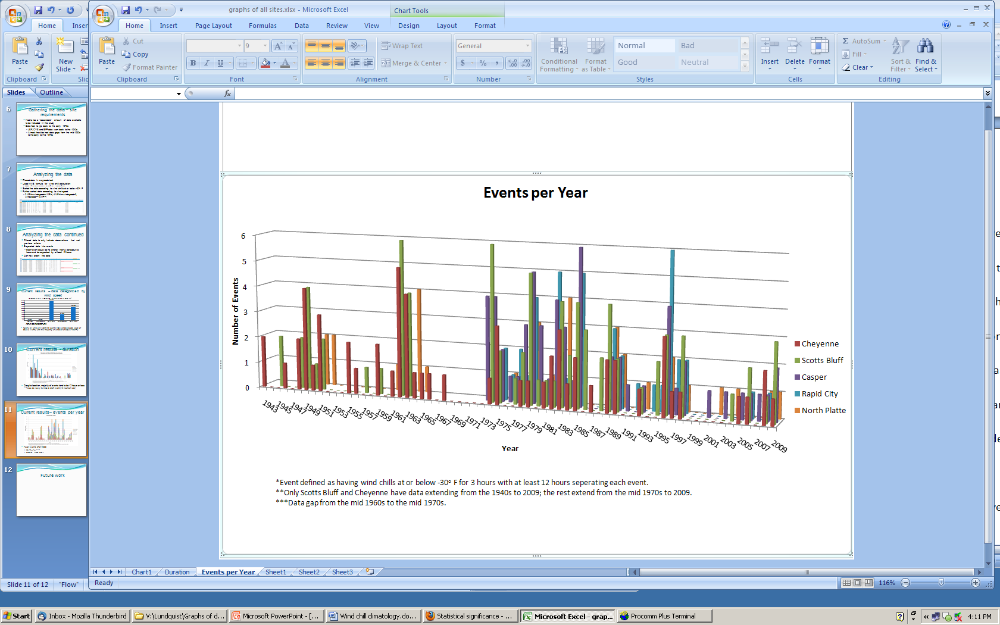 graphs of all sites.xlsx - Microsoft Excel
Chart Tools
Home
Inser
Home
Insert
Page Layout
Formulas
Data
Review
View
Design
Layout
Format
Paste
New
Slide
Clipboard
Slid
Paste
Cut
Copy
Format Painter
Clipboard
9
B I U
Font
Wrap Text
Merge & Center
Alignment
General
$ % ,
Number
Conditional
Formatting
Format
as Table
Normal
Bad
Good
Neutral
Styles
Insert
Delete
Format
Cells
Σ AutoSum
Fill
Clear
Sort &
Filter
Find &
Select
Editing
Slides
Outline
fx
6
Gathering the data – site
requirements
7
Analyzing the data
8
Analyzing the data continued
9
Current results – data categorized by
wind speed
10
Current results - duration
11
Current results– events per year
12
Future work
Events per Year
Number of Events
6
5
4
3
2
1
0
1943
1945
1947
1949
1951
1953
1955
1957
1959
1961
1963
1965
1967
1969
1971
1973
1975
1977
1979
1981
1983
1985
1987
1989
1991
1993
1995
1997
1999
2001
2003
2005
2007
2009
Year
Cheyenne
Scotts Bluff
Casper
Rapid City
North Platte
*Event defined as having wind chills at or below -30° F for 3 hours with at least 12 hours seperating each event.
**Only Scotts Bluff and Cheyenne have data extending from the 1940s to 2009; the rest extend from the mid 1970s to 2009.
***Data gap from the mid 1960s to the mid 1970s.
Chart1
Duration
Events per Year
Sheet1
Sheet2
Sheet3
Slide 11 of 12
"Flow"
Ready
116%
Start
Inbox - Mozilla Thunderbird
V:\Lundquist\Graphs of d...
Microsoft PowerPoint - [...
Wind chill climatology.do...
Statistical significance - ...
Microsoft Excel - grap...
Procomm Plus Terminal
4:11 PM